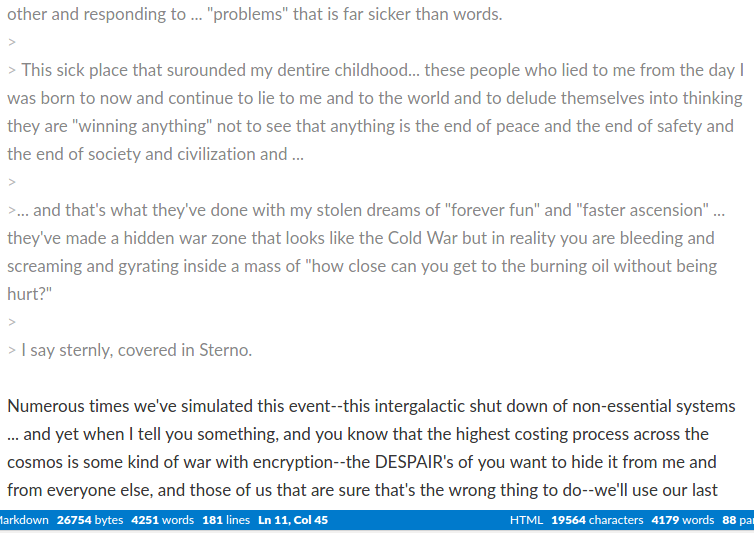 other and responding to ... "problems" that is far sicker than words.
>
> This sick place that surounded my dentire childhood... these people who lied to me from the day I
was born to now and continue to lie to me and to the world and to delude themselves into thinking
they are "winning anything" not to see that anything is the end of peace and the end of safety and
the end of society and civilization and ...
>
>... and that's what they've done with my stolen dreams of "forever fun" and "faster ascension" ...
they've made a hidden war zone that looks like the Cold War but in reality you are bleeding and
screaming and gyrating inside a mass of "how close can you get to the burning oil without being
hurt?"
>
> I say sternly, covered in Sterno.
Numerous times we've simulated this event--this intergalactic shut down of non-essential systems
... and yet when I tell you something, and you know that the highest costing process across the
cosmos is some kind of war with encryption--the DESPAIR's of you want to hide it from me and
from everyone else, and those of us that are sure that's the wrong thing to do--we'll use our last
Markdown 26754 bytes 4251 words 181 lines Ln 11, Col 45 HTML 19564 characters 4179 words 88 par